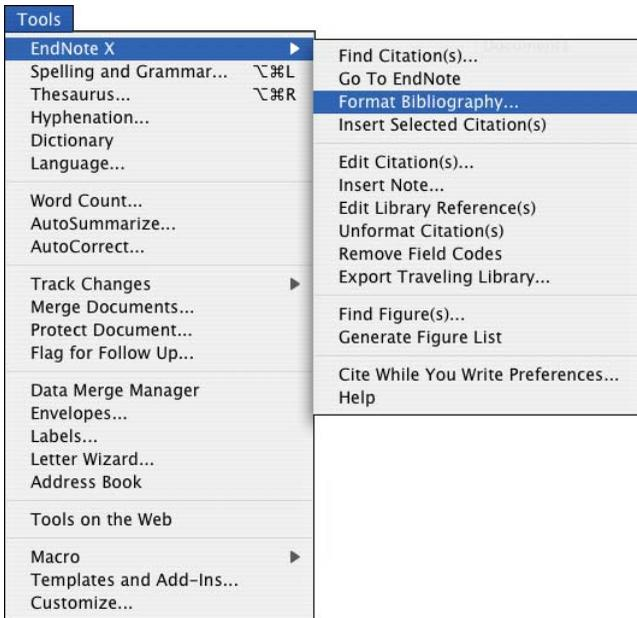 Tools
EndNote X
Spelling and Grammar... ⌥⌘L
Thesaurus... ⌥⌘R
Hyphenation...
Dictionary
Language...
Word Count...
AutoSummarize...
AutoCorrect...
Track Changes
Merge Documents...
Protect Document...
Flag for Follow Up...
Data Merge Manager
Envelopes...
Labels...
Letter Wizard...
Address Book
Tools on the Web
Macro
Templates and Add-Ins...
Customize...
Find Citation(s)...
Go To EndNote
Format Bibliography...
Insert Selected Citation(s)
Edit Citation(s)...
Insert Note...
Edit Library Reference(s)
Unformat Citation(s)
Remove Field Codes
Export Traveling Library...
Find Figure(s)...
Generate Figure List
Cite While You Write Preferences...
Help